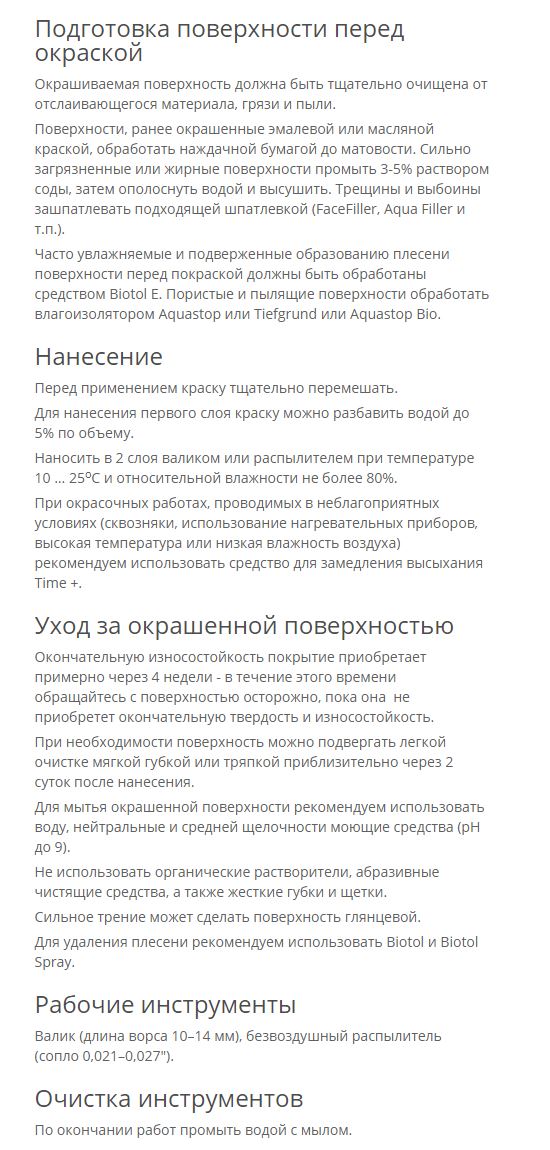 Подготовка поверхности перед
окраской
Окрашиваемая поверхность должна быть тщательно очищена от
отслаивающегося материала, грязи и пыли.
Поверхности, ранее окрашенные эмалевой или масляной
краской, обработать наждачной бумагой до матовости. Сильно
загрязненные или жирные поверхности промыть 3-5% раствором
соды, затем ополоснуть водой и высушить. Трещины и выбоины
зашпатлевать подходящей шпатлевкой (FaceFiller, Aqua Filler и
т.п.).
Часто увлажняемые и подверженные образованию плесени
поверхности перед покраской должны быть обработаны
средством Biotol E. Пористые и пылящие поверхности обработать
влагоизолятором Aquastop или Tiefgrund или Aquastop Bio.
Нанесение
Перед применением краску тщательно перемешать.
Для нанесения первого слоя краску можно разбавить водой до
5% по объему.
Наносить в 2 слоя валиком или распылителем при температуре
10 ... 25⁰С и относительной влажности не более 80%.
При окрасочных работах, проводимых в неблагоприятных
условиях (сквозняки, использование нагревательных приборов,
высокая температура или низкая влажность воздуха)
рекомендуем использовать средство для замедления высыхания
Time +.
Уход за окрашенной поверхностью
Окончательную износостойкость покрытие приобретает
примерно через 4 недели - в течение этого времени
обращайтесь с поверхностью осторожно, пока она не
приобретет окончательную твердость и износостойкость.
При необходимости поверхность можно подвергать легкой
очистке мягкой губкой или тряпкой приблизительно через 2
суток после нанесения.
Для мытья окрашенной поверхности рекомендуем использовать
воду, нейтральные и средней щелочности моющие средства (pH
до 9).
Не использовать органические растворители, абразивные
чистящие средства, а также жесткие губки и щетки.
Сильное трение может сделать поверхность глянцевой.
Для удаления плесени рекомендуем использовать Biotol и Biotol
Spray.
Рабочие инструменты
Валик (длина ворса 10–14 мм), безвоздушный распылитель
(сопло 0,021–0,027").
Очистка инструментов
По окончании работ промыть водой с мылом.